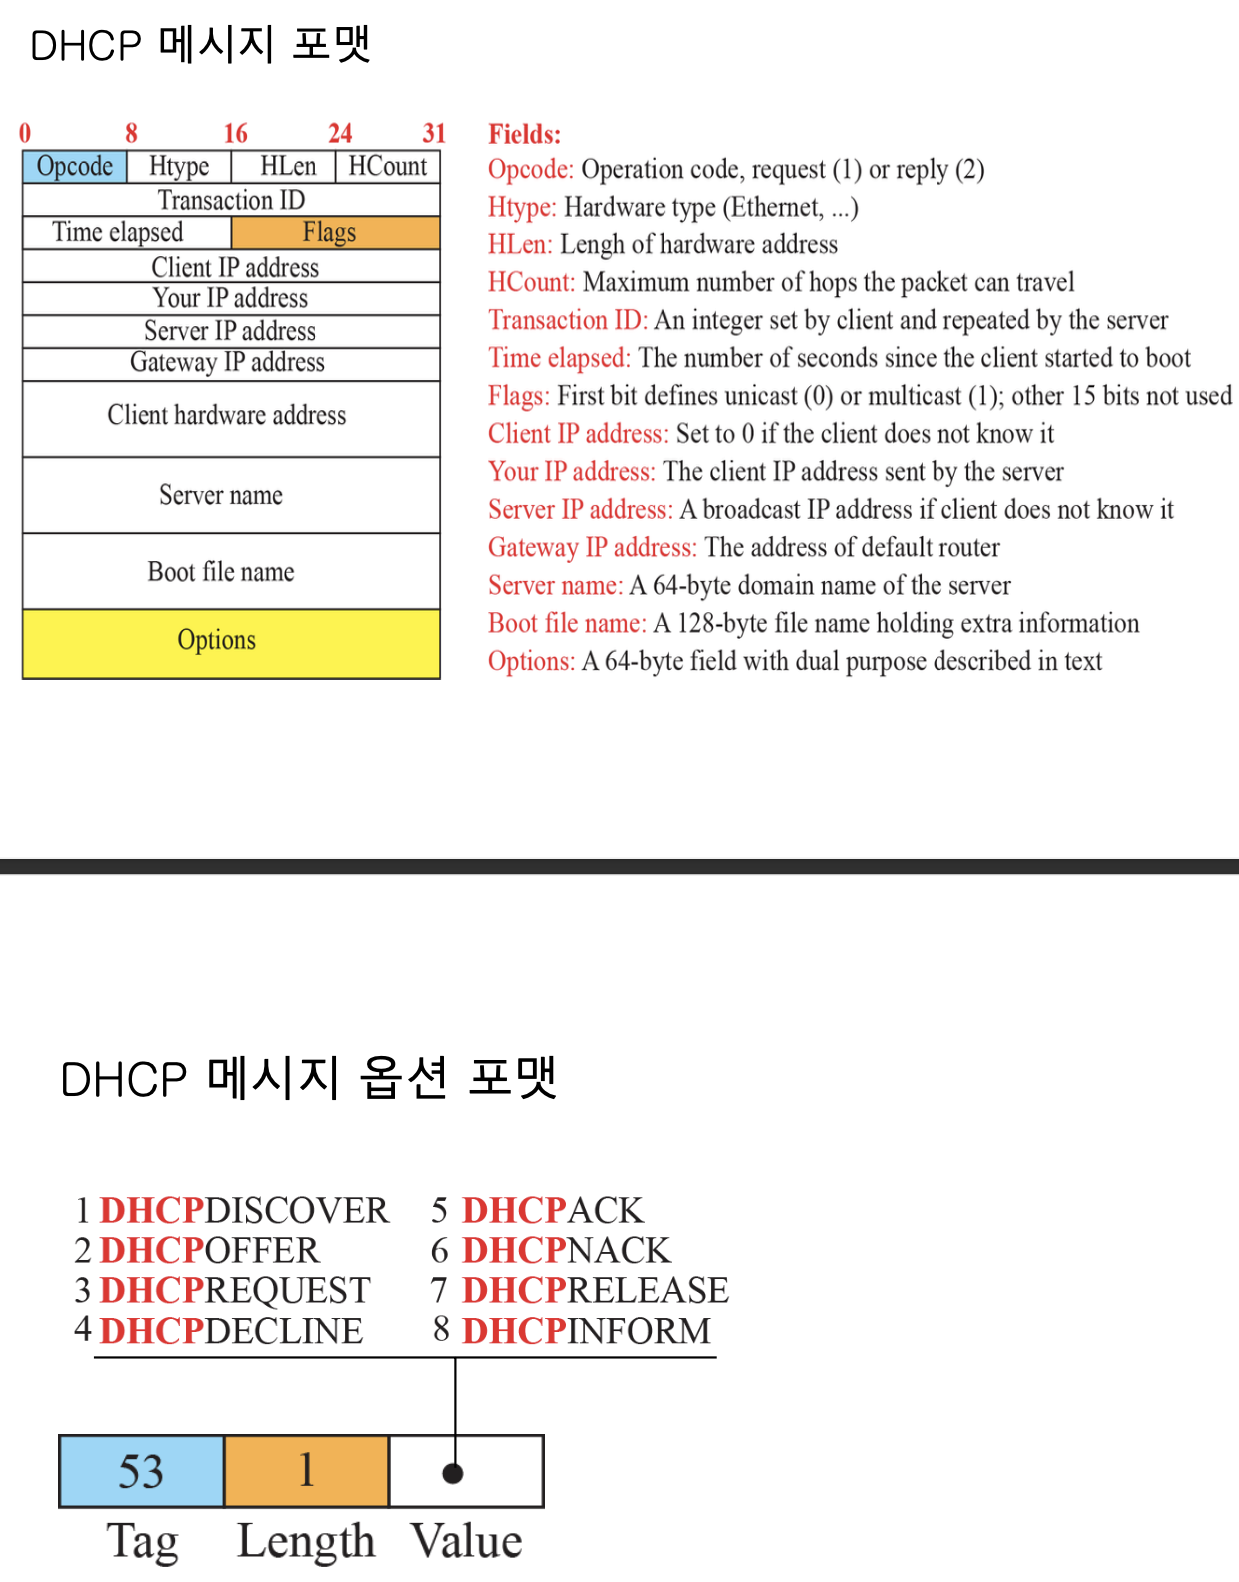 DHCP 메시지 포맷
0 8 16 24 31
Opcode Htype HLen HCount
Transaction ID
Time elapsed Flags
Client IP address
Your IP address
Server IP address
Gateway IP address
Client hardware address
Server name
Boot file name
Options
Fields:
Opcode: Operation code, request (1) or reply (2)
Htype: Hardware type (Ethernet, ...)
HLen: Lengh of hardware address
HCount: Maximum number of hops the packet can travel
Transaction ID: An integer set by client and repeated by the server
Time elapsed: The number of seconds since the client started to boot
Flags: First bit defines unicast (0) or multicast (1); other 15 bits not used
Client IP address: Set to 0 if the client does not know it
Your IP address: The client IP address sent by the server
Server IP address: A broadcast IP address if client does not know it
Gateway IP address: The address of default router
Server name: A 64-byte domain name of the server
Boot file name: A 128-byte file name holding extra information
Options: A 64-byte field with dual purpose described in text
DHCP 메시지 옵션 포맷
1 DHCPDISCOVER 5 DHCPACK
2 DHCPOFFER 6 DHCPNACK
3 DHCPREQUEST 7 DHCPRELEASE
4 DHCPDECLINE 8 DHCPINFORM
53 1
Tag Length Value